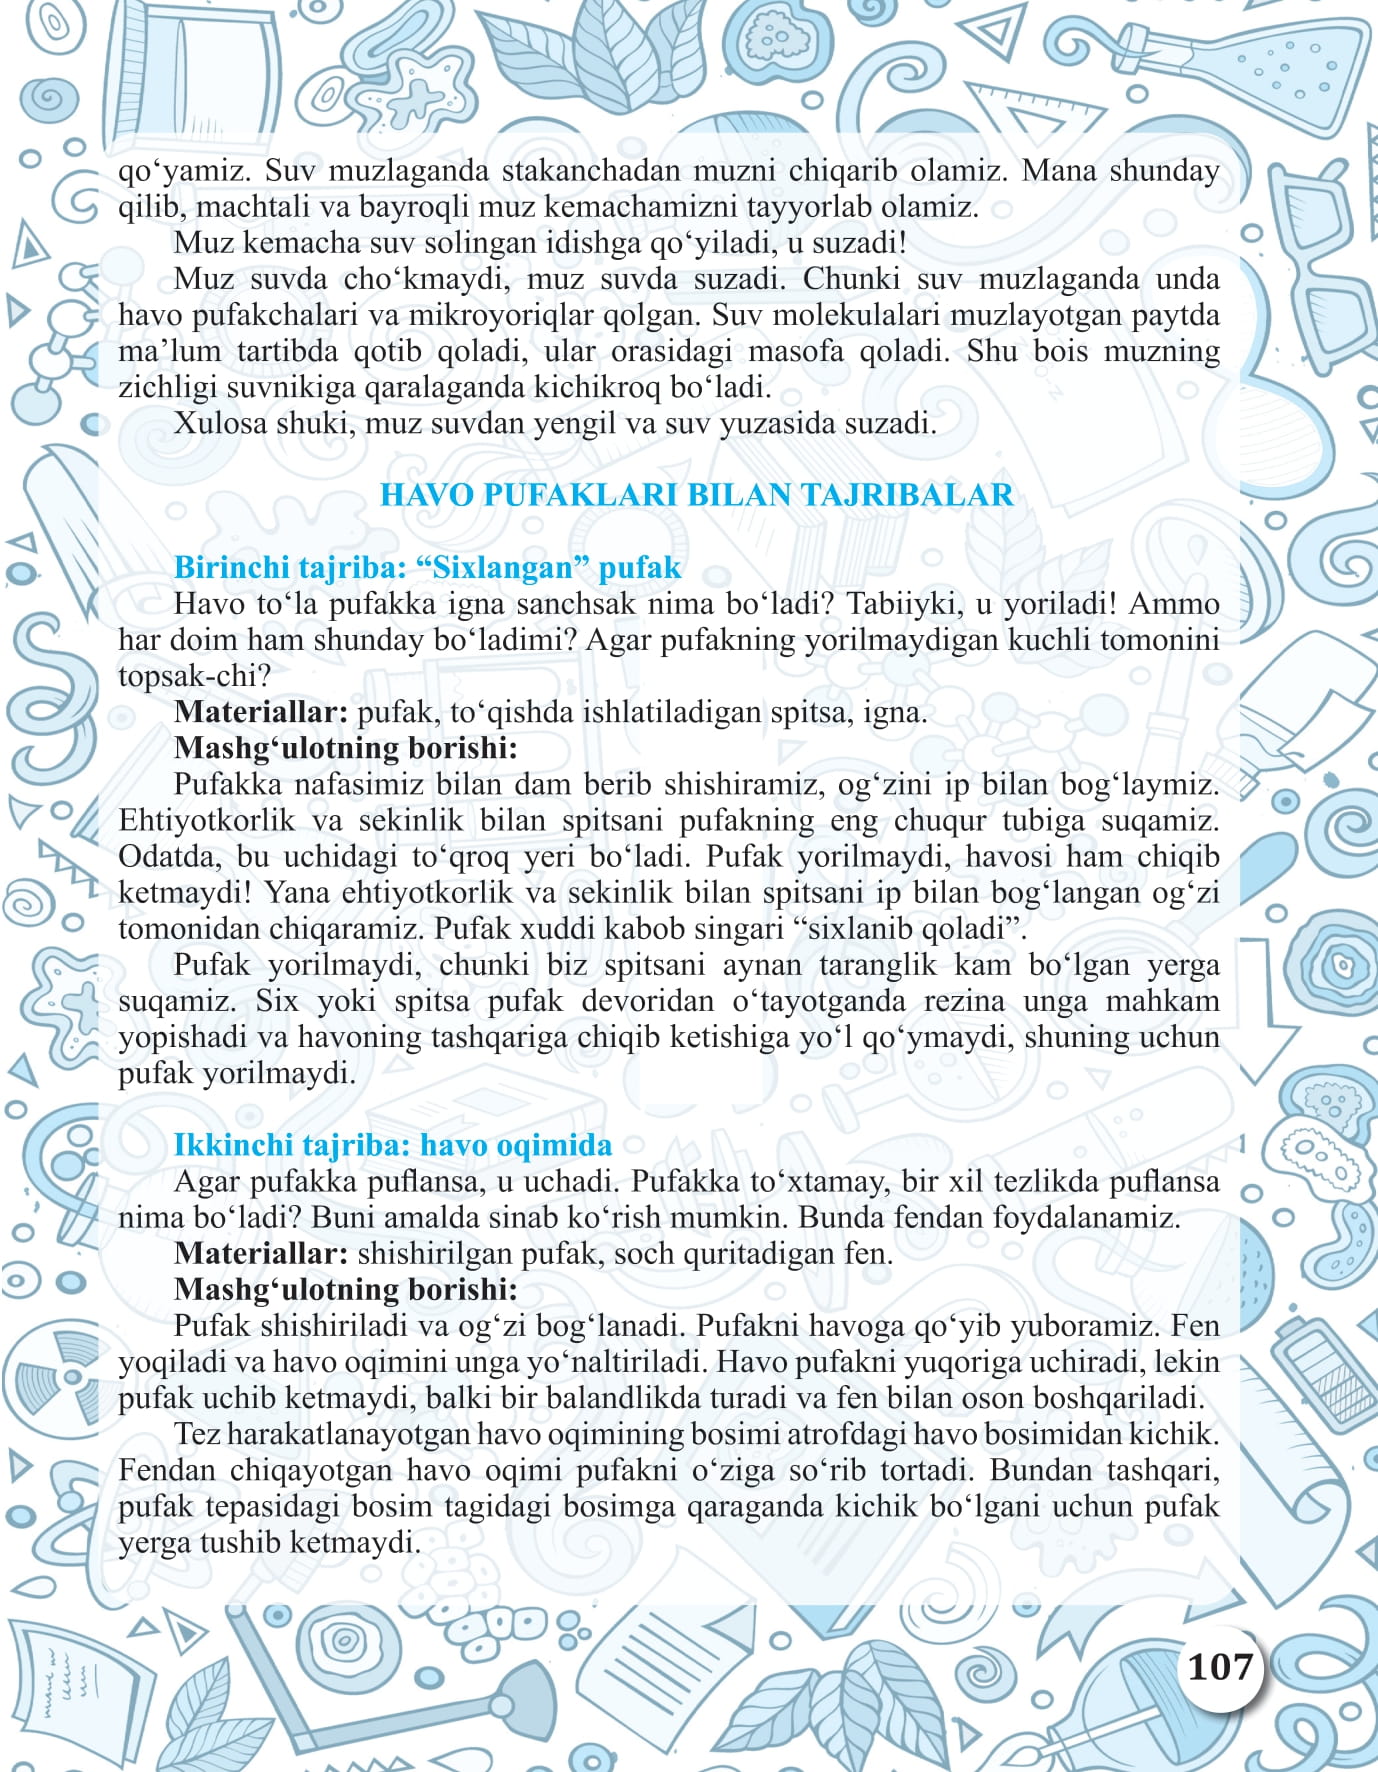 qo‘yamiz. Suv muzlaganda stakanchadan muzni chiqarib olamiz. Mana shunday
qilib, machtali va bayroqli muz kemachamizni tayyorlab olamiz.
Muz kemacha suv solingan idishga qo‘yiladi, u suzadi!
Muz suvda cho‘kmaydi, muz suvda suzadi. Chunki suv muzlaganda unda
havo pufakchalari va mikroyoriqlar qolgan. Suv molekulalari muzlayotgan paytda
ma’lum tartibda qotib qoladi, ular orasidagi masofa qoladi. Shu bois muzning
zichligi suvnikiga qaralaganda kichikroq bo‘ladi.
Xulosa shuki, muz suvdan yengil va suv yuzasida suzadi.
HAVO PUFAKLARI BILAN TAJRIBALAR
Birinchi tajriba: “Sixlangan” pufak
Havo to‘la pufakka igna sanchsak nima bo‘ladi? Tabiiyki, u yoriladi! Ammo
har doim ham shunday bo‘ladimi? Agar pufakning yorilmaydigan kuchli tomonini
topsak-chi?
Materiallar: pufak, to‘qishda ishlatiladigan spitsa, igna.
Mashg‘ulotning borishi:
Pufakka nafasimiz bilan dam berib shishiramiz, og‘zini ip bilan bog‘laymiz.
Ehtiyotkorlik va sekinlik bilan spitsani pufakning eng chuqur tubiga suqamiz.
Odatda, bu uchidagi to‘qroq yeri bo‘ladi. Pufak yorilmaydi, havosi ham chiqib
ketmaydi! Yana ehtiyotkorlik va sekinlik bilan spitsani ip bilan bog‘langan og‘zi
tomonidan chiqaramiz. Pufak xuddi kabob singari “sixlanib qoladi”.
Pufak yorilmaydi, chunki biz spitsani aynan taranglik kam bo‘lgan yerga
suqamiz. Six yoki spitsa pufak devoridan o‘tayotganda rezina unga mahkam
yopishadi va havoning tashqariga chiqib ketishiga yo‘l qo‘ymaydi, shuning uchun
pufak yorilmaydi.
Ikkinchi tajriba: havo oqimida
Agar pufakka puflansa, u uchadi. Pufakka to‘xtamay, bir xil tezlikda puflansa
nima bo‘ladi? Buni amalda sinab ko‘rish mumkin. Bunda fendan foydalanamiz.
Materiallar: shishirilgan pufak, soch quritadigan fen.
Mashg‘ulotning borishi:
Pufak shishiriladi va og‘zi bog‘lanadi. Pufakni havoga qo‘yib yuboramiz. Fen
yoqiladi va havo oqimini unga yo‘naltiriladi. Havo pufakni yuqoriga uchiradi, lekin
pufak uchib ketmaydi, balki bir balandlikda turadi va fen bilan oson boshqariladi.
Tez harakatlanayotgan havo oqimining bosimi atrofdagi havo bosimidan kichik.
Fendan chiqayotgan havo oqimi pufakni o‘ziga so‘rib tortadi. Bundan tashqari,
pufak tepasidagi bosim tagidagi bosimga qaraganda kichik bo‘lgani uchun pufak
yerga tushib ketmaydi.
107